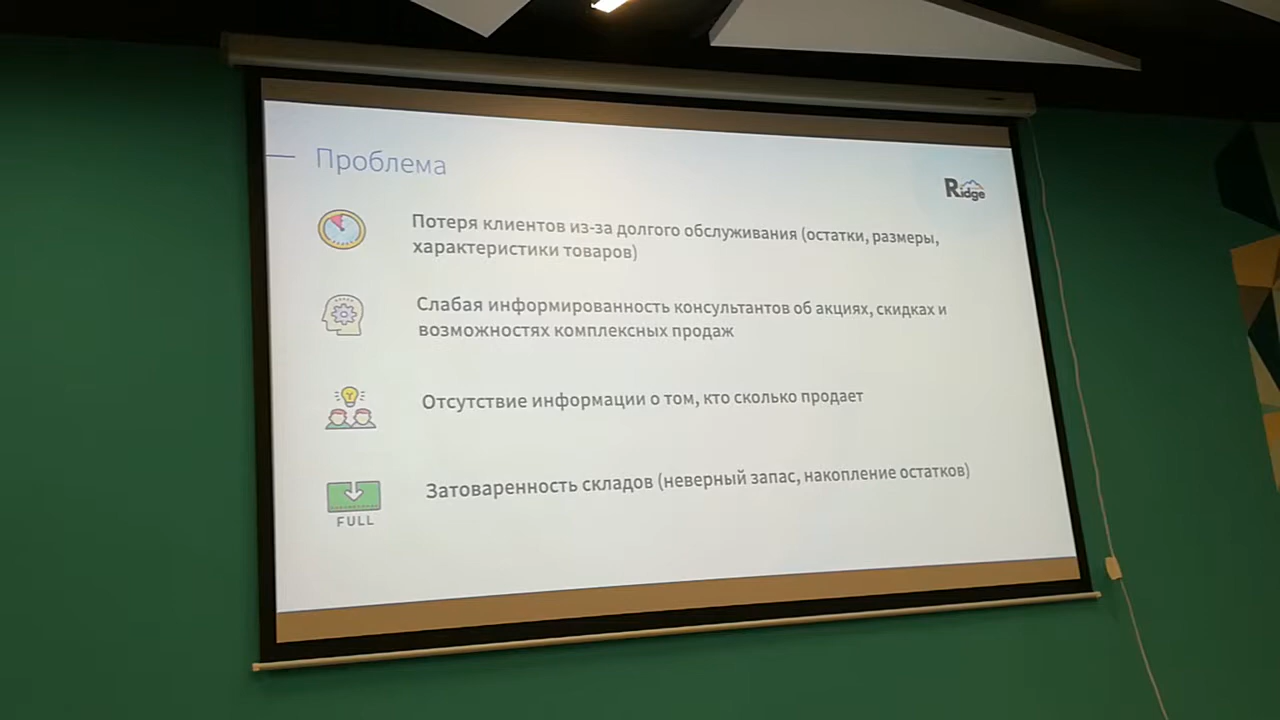 Проблема
Ridge
Потеря клиентов из-за долгого обслуживания (остатки, размеры,
характеристики товаров)
Слабая информированность консультантов об акциях, скидках и
возможностях комплексных продаж
Отсутствие информации о том, кто сколько продает
Затоваренность складов (неверный запас, накопление остатков)
FULL